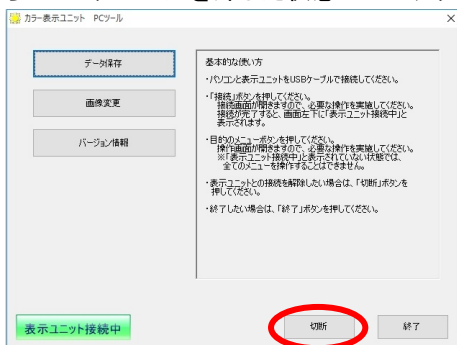 カラー表示ユニット PCツール
データ保存
画像変更
バージョン情報
基本的な使い方
・パソコンと表示ユニットをUSBケーブルで接続してください。
・「接続」ボタンを押してください。
接続画面が開きますので、必要な操作を実施してください。
接続が完了すると、画面左下に「表示ユニット接続中」と
表示されます。
・目的のメニューボタンを押してください。
操作画面が開きますので、必要な操作を実施してください。
※「表示ユニット接続中」と表示されていない状態では、
全てのメニューを操作することはできません。
・表示ユニットとの接続を解除したい場合は、「切断」ボタンを
押してください。
・終了したい場合は、「終了」ボタンを押してください。
表示ユニット接続中
切断
終了